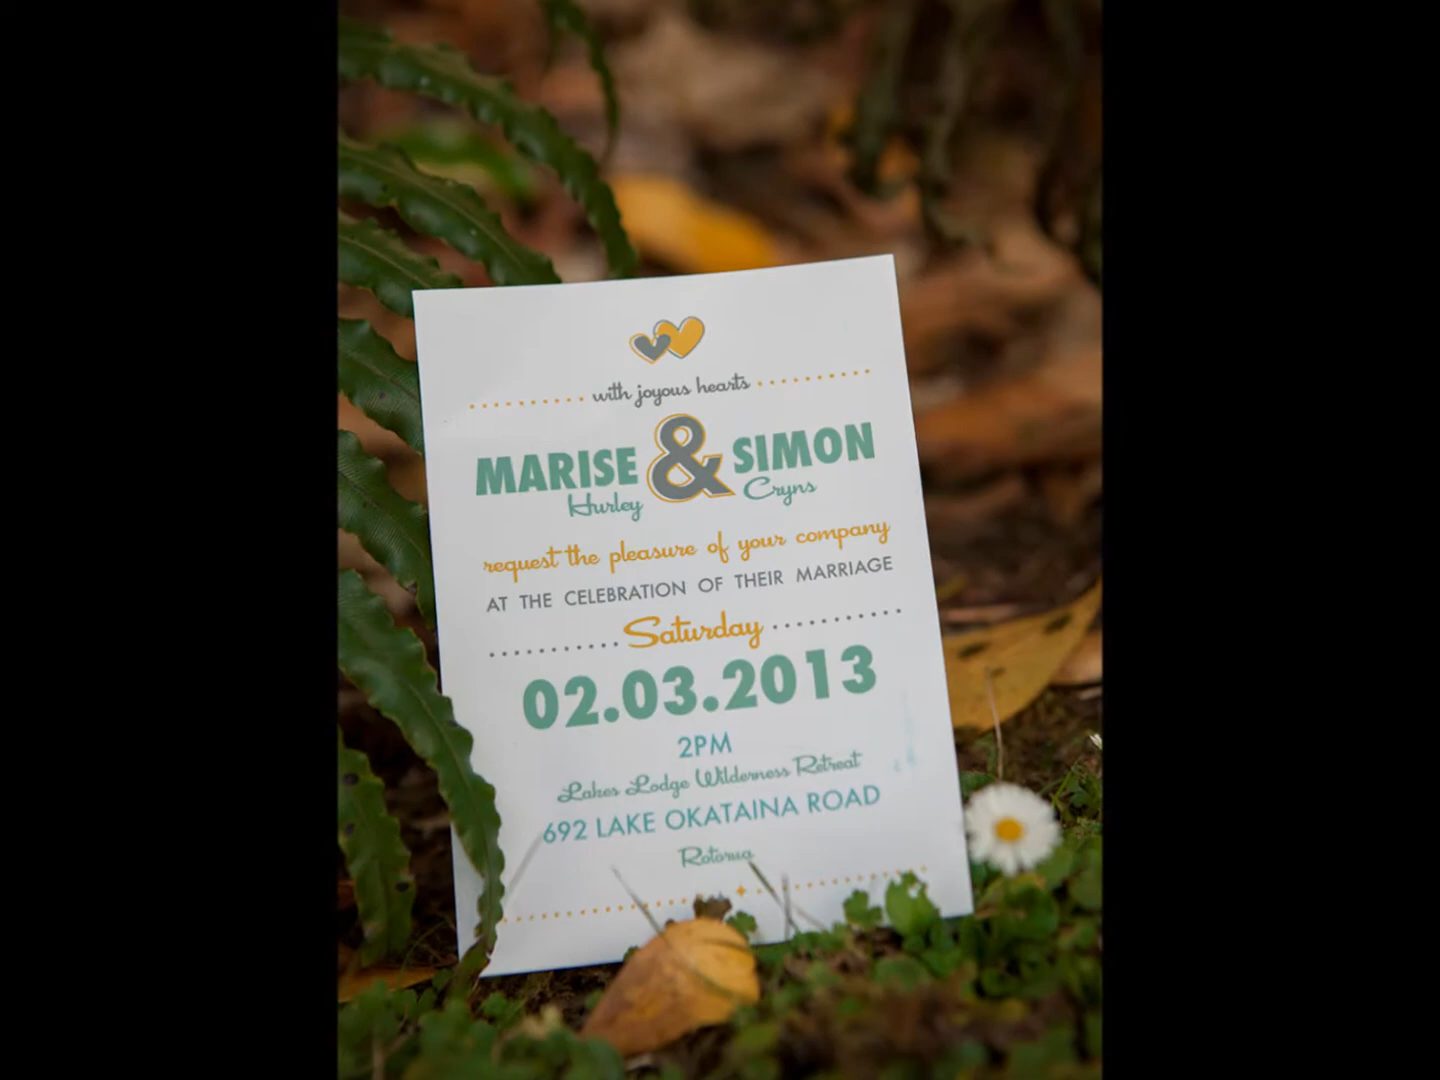 with joyous hearts
MARISE & SIMON
Hurley Cryns
request the pleasure of your company
AT THE CELEBRATION OF THEIR MARRIAGE
Saturday
02.03.2013
2PM
Lakes Lodge Wilderness Retreat
692 LAKE OKATAINA ROAD
Rotorua